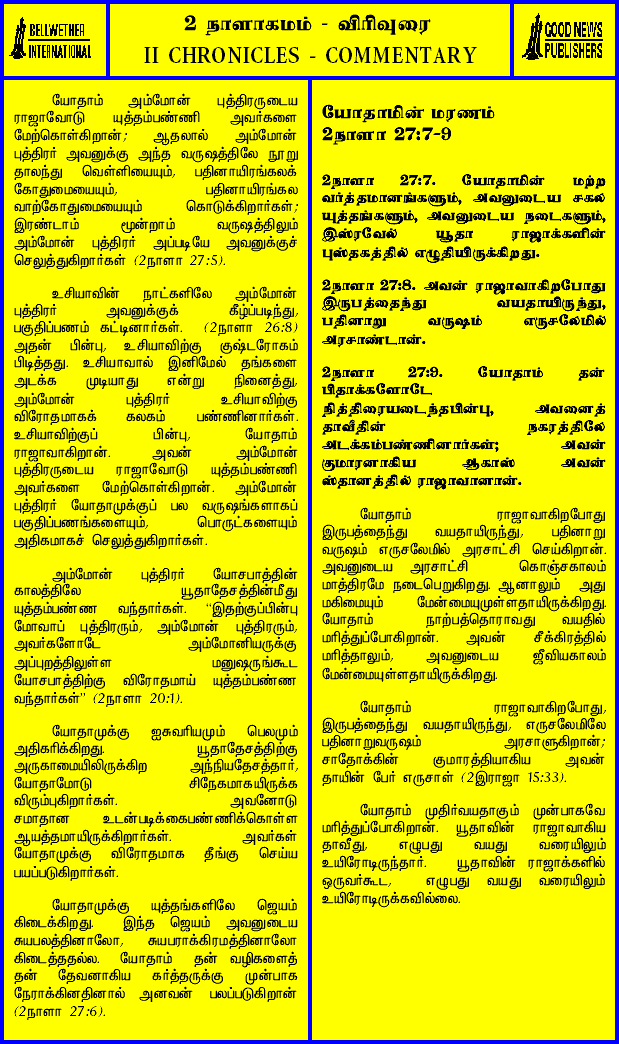 BELLWETHER
INTERNATIONAL
2 நாளாகமம் - விரிவுரை
II CHRONICLES - COMMENTARY
GOOD NEWS
PUBLISHERS
யோதாம் அம்மோன் புத்திரருடைய
ராஜாவோடு யுத்தம்பண்ணி அவர்களை
மேற்கொள்கிறான்; ஆதலால் அம்மோன்
புத்திரர் அவனுக்கு அந்த வருஷத்திலே நூறு
தாலந்து வெள்ளியையும், பதினாயிரங்கலக்
கோதுமையையும், பதினாயிரங்கல
வாற்கோதுமையையும் கொடுக்கிறார்கள்;
இரண்டாம் மூன்றாம் வருஷத்திலும்
அம்மோன் புத்திரர் அப்படியே அவனுக்குச்
செலுத்துகிறார்கள் (2நாளா 27:5).
உசியாவின் நாட்களிலே அம்மோன்
புத்திரர் அவனுக்குக் கீழ்ப்படிந்து,
பகுதிப்பணம் கட்டினார்கள். (2நாளா 26:8)
அதன் பின்பு, உசியாவிற்கு குஷ்டரோகம்
பிடித்தது. உசியாவால் இனிமேல் தங்களை
அடக்க முடியாது என்று நினைத்து,
அம்மோன் புத்திரர் உசியாவிற்கு
விரோதமாகக் கலகம் பண்ணினார்கள்.
உசியாவிற்குப் பின்பு, யோதாம்
ராஜாவாகிறான். அவன் அம்மோன்
புத்திரருடைய ராஜாவோடு யுத்தம்பண்ணி
அவர்களை மேற்கொள்கிறான். அம்மோன்
புத்திரர் யோதாமுக்குப் பல வருஷங்களாகப்
பகுதிப்பணங்களையும், பொருட்களையும்
அதிகமாகச் செலுத்துகிறார்கள்.
அம்மோன் புத்திரர் யோசபாத்தின்
காலத்திலே யூதாதேசத்தின்மீது
யுத்தம்பண்ண வந்தார்கள். "இதற்குப்பின்பு
மோவாப் புத்திரரும், அம்மோன் புத்திரரும்,
அவர்களோடே அம்மோனியருக்கு
அப்புறத்திலுள்ள மனுஷருங்கூட
யோசபாத்திற்கு விரோதமாய் யுத்தம்பண்ண
வந்தார்கள்" (2நாளா 20:1).
யோதாமுக்கு ஐசுவரியமும் பெலமும்
அதிகரிக்கிறது. யூதாதேசத்திற்கு
அருகாமையிலிருக்கிற அந்நியதேசத்தார்,
யோதாமோடு சிநேகமாகயிருக்க
விரும்புகிறார்கள். அவனோடு
சமாதான உடன்படிக்கைபண்ணிக்கொள்ள
ஆயத்தமாயிருக்கிறார்கள். அவர்கள்
யோதாமுக்கு விரோதமாக தீங்கு செய்ய
பயப்படுகிறார்கள்.
யோதாமுக்கு யுத்தங்களிலே ஜெயம்
கிடைக்கிறது. இந்த ஜெயம் அவனுடைய
சுயபலத்தினாலோ, சுயபராக்கிரமத்தினாலோ
கிடைத்ததல்ல. யோதாம் தன் வழிகளைத்
தன் தேவனாகிய கர்த்தருக்கு முன்பாக
நேராக்கினதினால் அனவன் பலப்படுகிறான்
(2நாளா 27:6).
யோதாமின் மரணம்
2நாளா 27:7-9
2நாளா 27:7. யோதாமின் மற்ற
வர்த்தமானங்களும், அவனுடைய சகல
யுத்தங்களும், அவனுடைய நடைகளும்,
இஸ்ரவேல் யூதா ராஜாக்களின்
புஸ்தகத்தில் எழுதியிருக்கிறது.
2நாளா 27:8. அவன் ராஜாவாகிறபோது
இருபத்தைந்து வயதாயிருந்து,
பதினாறு வருஷம் எருசலேமில்
அரசாண்டான்.
2நாளா 27:9. யோதாம் தன்
பிதாக்களோடே
நித்திரையடைந்தபின்பு, அவனைத்
தாவீதின் நகரத்திலே
அடக்கம்பண்ணினார்கள்; அவன்
குமாரனாகிய ஆகாஸ் அவன்
ஸ்தானத்தில் ராஜாவானான்.
யோதாம் ராஜாவாகிறபோது
இருபத்தைந்து வயதாயிருந்து, பதினாறு
வருஷம் எருசலேமில் அரசாட்சி செய்கிறான்.
அவனுடைய அரசாட்சி கொஞ்சகாலம்
மாத்திரமே நடைபெறுகிறது. ஆனாலும் அது
மகிமையும் மேன்மையுமுள்ளதாயிருக்கிறது.
யோதாம் நாற்பத்தொராவது வயதில்
மரித்துப்போகிறான். அவன் சீக்கிரத்தில்
மரித்தாலும், அவனுடைய ஜீவியகாலம்
மேன்மையுள்ளதாயிருக்கிறது.
யோதாம் ராஜாவாகிறபோது,
இருபத்தைந்து வயதாயிருந்து, எருசலேமிலே
பதினாறுவருஷம் அரசாளுகிறான்;
சாதோக்கின் குமாரத்தியாகிய அவன்
தாயின் பேர் எருசாள் (2இராஜா 15:33).
யோதாம் முதிர்வயதாகும் முன்பாகவே
மரித்துப்போகிறான். யூதாவின் ராஜாவாகிய
தாவீது, எழுபது வயது வரையிலும்
உயிரோடிருந்தார். யூதாவின் ராஜாக்களில்
ஒருவர்கூட, எழுபது வயது வரையிலும்
உயிரோடிருக்கவில்லை.